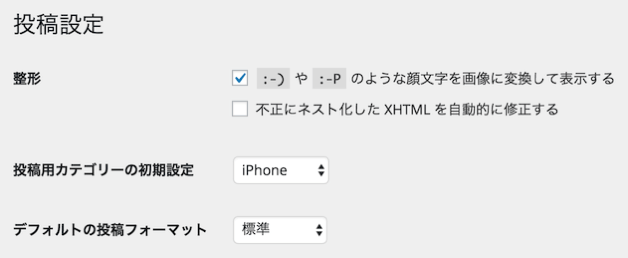 投稿設定
整形
:-) や :-P のような顔文字を画像に変換して表示する
不正にネスト化した XHTML を自動的に修正する
投稿用カテゴリーの初期設定 iPhone
デフォルトの投稿フォーマット 標準